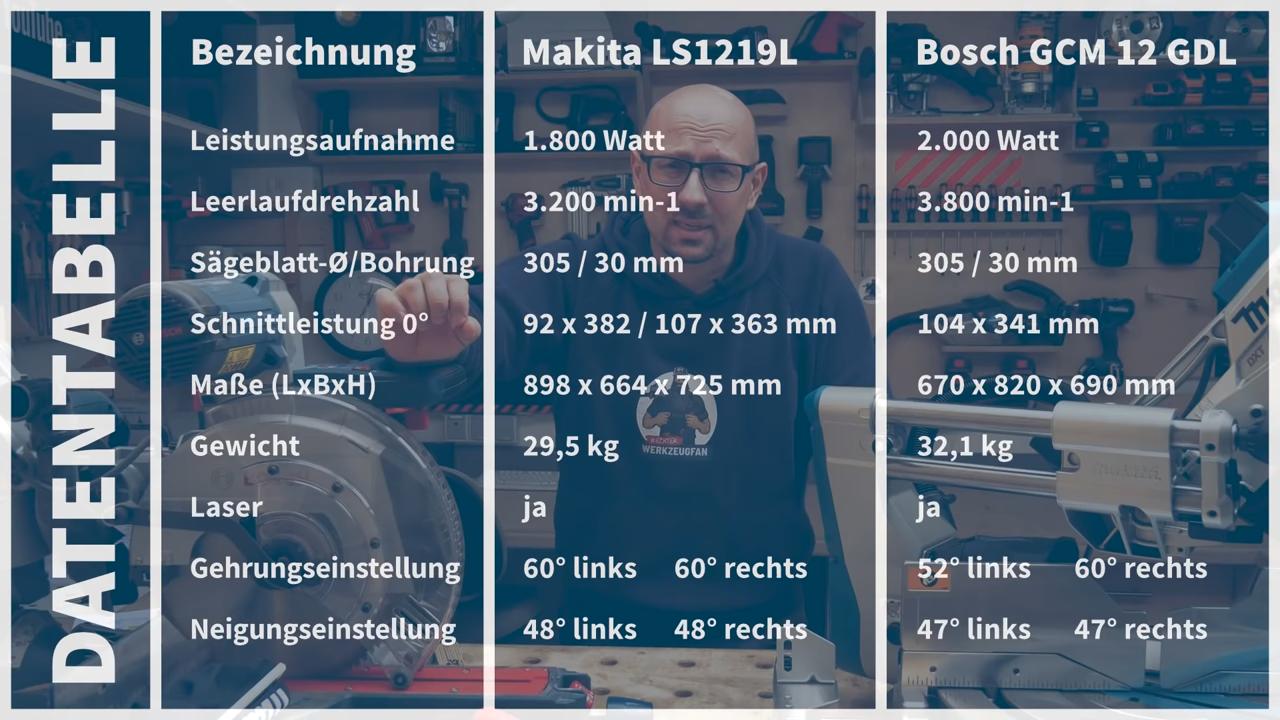 DATENTABELLE
Bezeichnung Makita LS1219L Bosch GCM 12 GDL
Leistungsaufnahme 1.800 Watt 2.000 Watt
Leerlaufdrehzahl 3.200 min-1 3.800 min-1
Sägeblatt-Ø/Bohrung 305 / 30 mm 305 / 30 mm
Schnittleistung 0° 92 x 382 / 107 x 363 mm 104 x 341 mm
Maße (LxBxH) 898 x 664 x 725 mm 670 x 820 x 690 mm
Gewicht 29,5 kg 32,1 kg
Laser ja ja
Gehrungseinstellung 60° links 60° rechts 52° links 60° rechts
Neigungseinstellung 48° links 48° rechts 47° links 47° rechts
WERKZEUGFAN